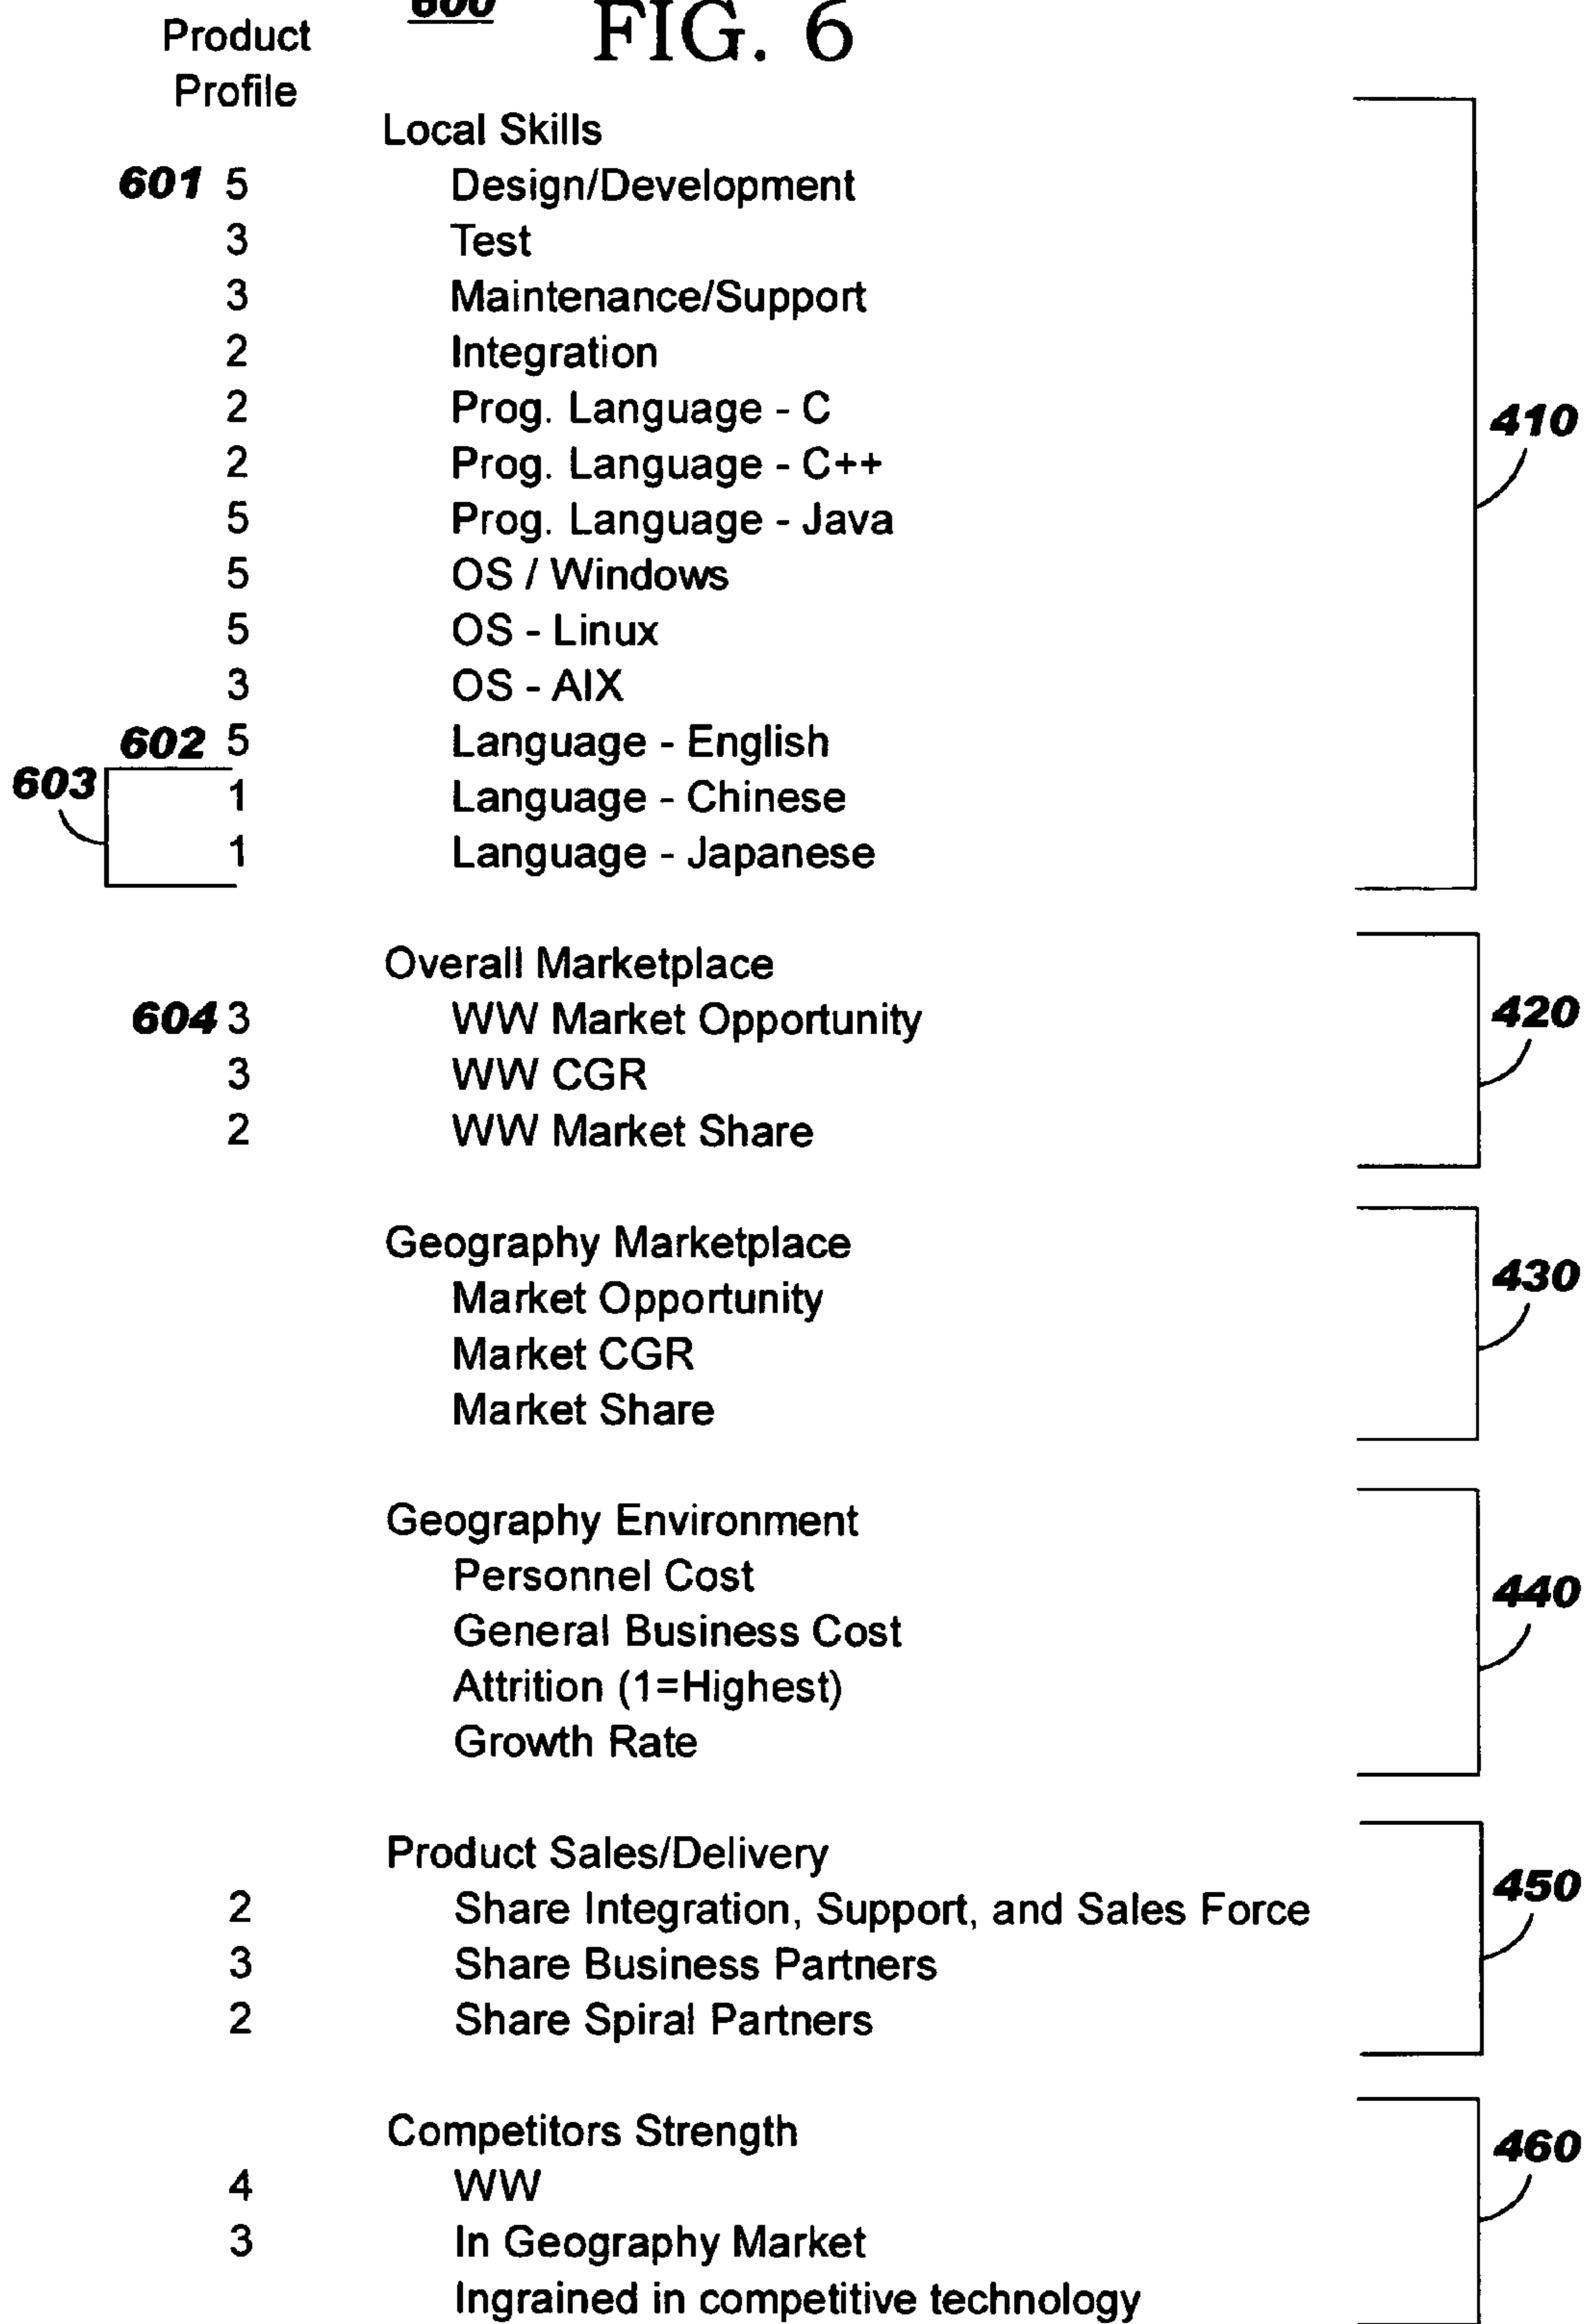 600 FIG. 6
Product
Profile
Local Skills
601 5 Design/Development
3 Test
3 Maintenance/Support
2 Integration
2 Prog. Language - C
2 Prog. Language - C++
410
5 Prog. Language - Java
5 OS / Windows
5 OS - Linux
3 OS - AIX
602 5 Language - English
603
1 Language - Chinese
1 Language - Japanese
Overall Marketplace
604 3 WW Market Opportunity 420
3 WW CGR
2 WW Market Share
Geography Marketplace
430
Market Opportunity
Market CGR
Market Share
Geography Environment
Personnel Cost 440
General Business Cost
Attrition (1=Highest)
Growth Rate
Product Sales/Delivery
450
2 Share Integration, Support, and Sales Force
3 Share Business Partners
2 Share Spiral Partners
Competitors Strength 460
4 WW
3 In Geography Market
Ingrained in competitive technology